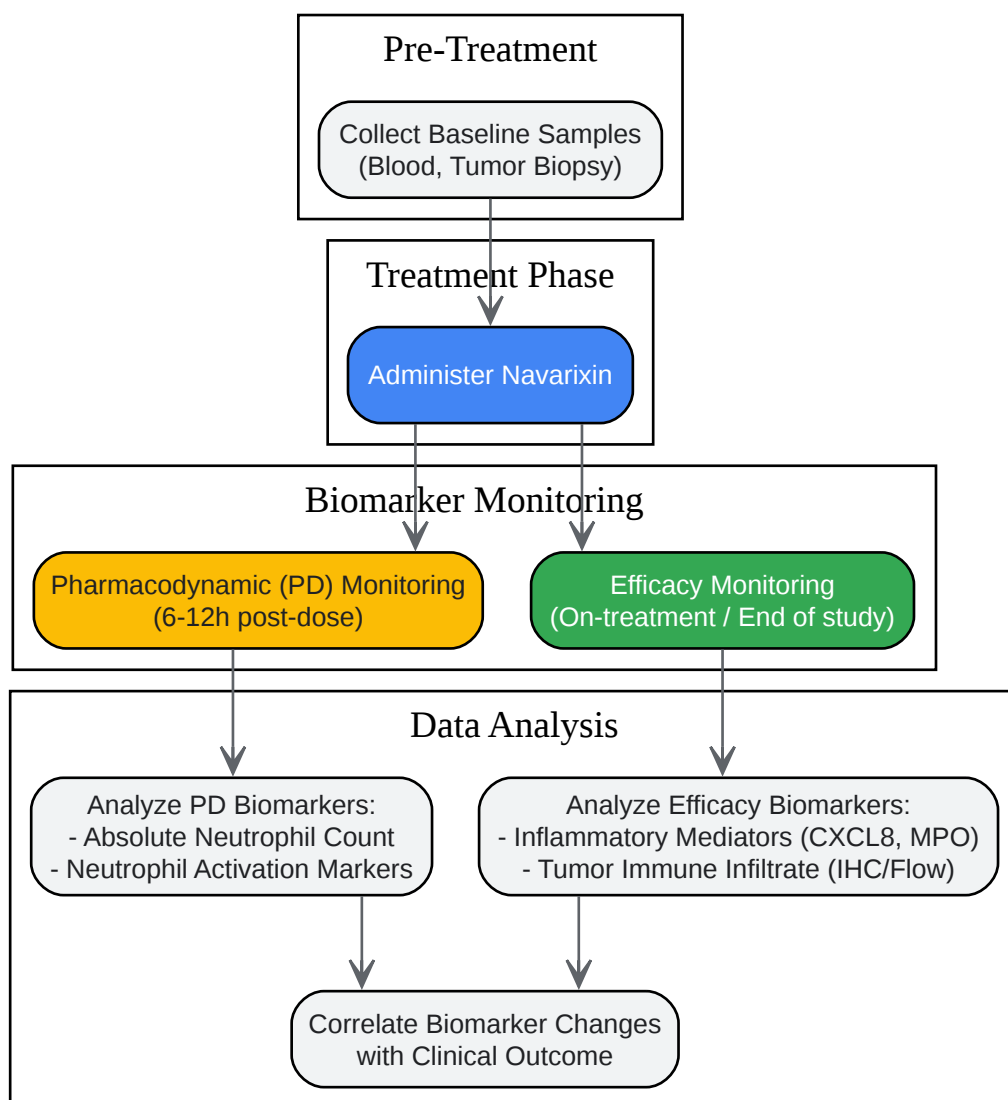 Pre-Treatment
Collect Baseline Samples
(Blood, Tumor Biopsy)
Treatment Phase
Administer Navarixin
Biomarker Monitoring
Pharmacodynamic (PD) Monitoring
(6-12h post-dose)
Efficacy Monitoring
(On-treatment / End of study)
Data Analysis
Analyze PD Biomarkers:
- Absolute Neutrophil Count
- Neutrophil Activation Markers
Analyze Efficacy Biomarkers:
- Inflammatory Mediators (CXCL8, MPO)
- Tumor Immune Infiltrate (IHC/Flow)
Correlate Biomarker Changes
with Clinical Outcome